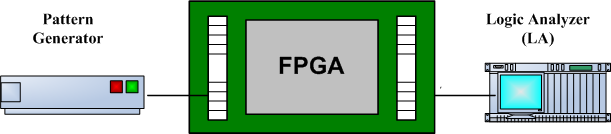 Pattern
Generator
FPGA
Logic Analyzer
(LA)